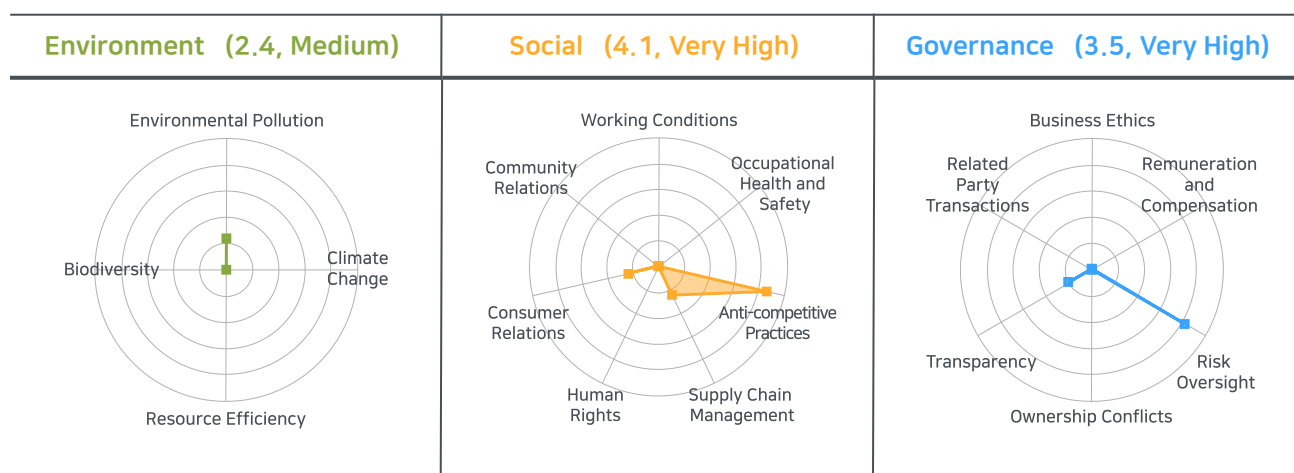 Environment (2.4, Medium)
Social (4.1, Very High)
Governance (3.5, Very High)
Environmental Pollution
Climate
Change
Resource Efficiency
Biodiversity
Working Conditions
Occupational
Health and
Safety
Anti-competitive
Practices
Supply Chain
Management
Human
Rights
Consumer
Relations
Community
Relations
Business Ethics
Remuneration
and
Compensation
Risk
Oversight
Ownership Conflicts
Transparency
Related
Party
Transactions